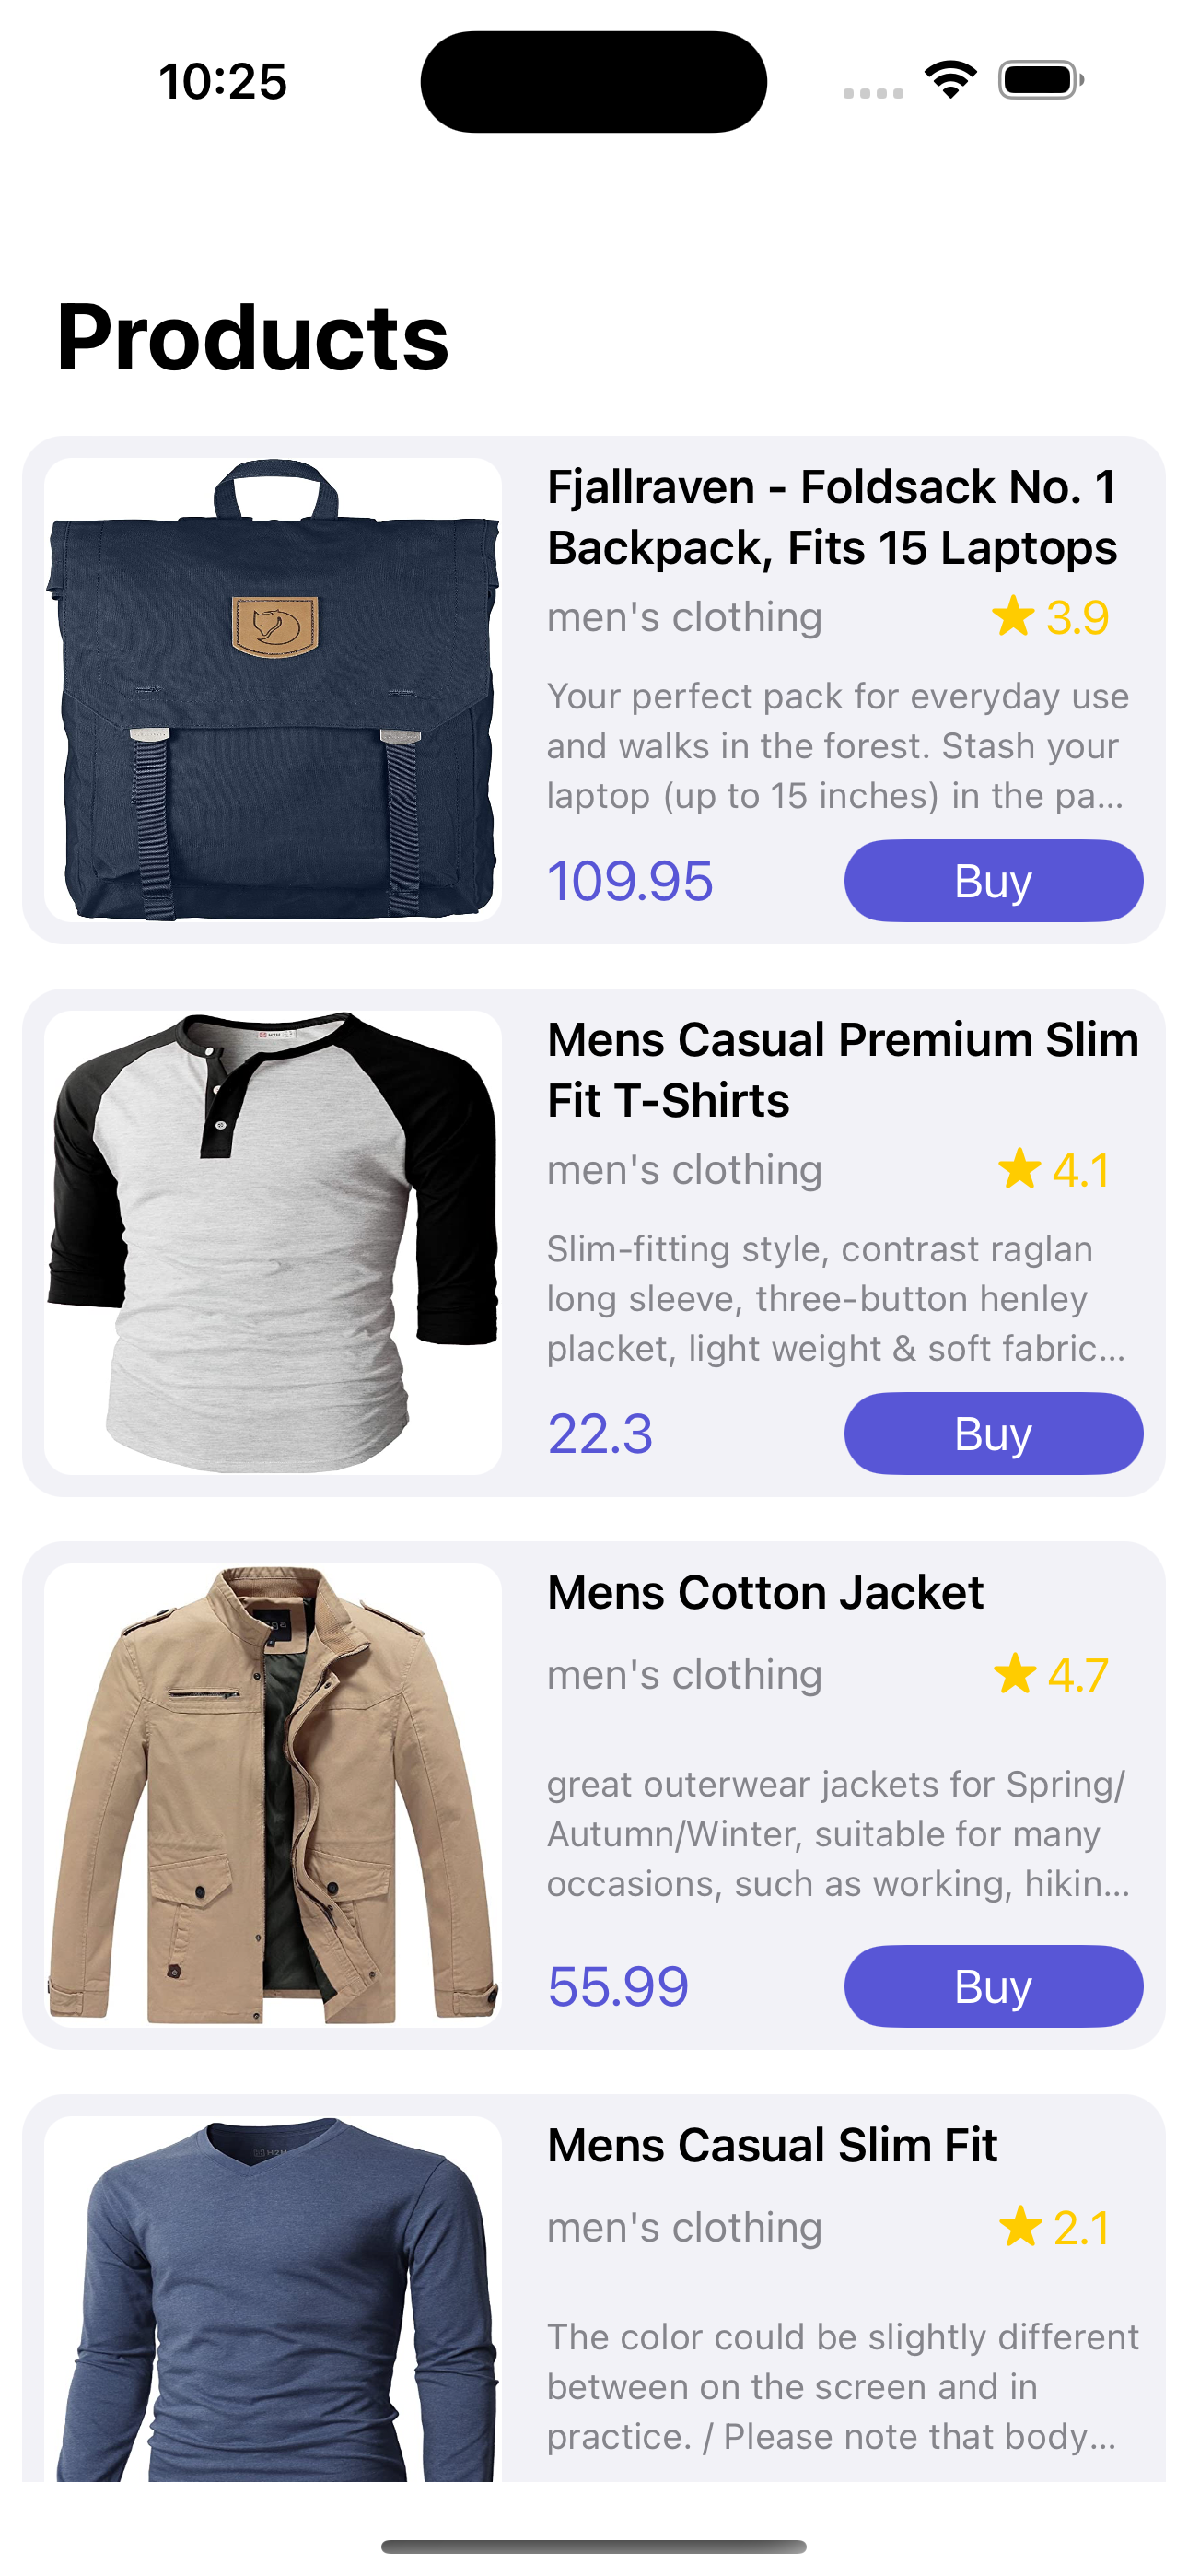 10:25
Products
Fjallraven - Foldsack No. 1
Backpack, Fits 15 Laptops
men's clothing
3.9
Your perfect pack for everyday use
and walks in the forest. Stash your
laptop (up to 15 inches) in the pa...
109.95
Buy
Mens Casual Premium Slim
Fit T-Shirts
men's clothing
4.1
Slim-fitting style, contrast raglan
long sleeve, three-button henley
placket, light weight & soft fabric...
22.3
Buy
Mens Cotton Jacket
men's clothing
4.7
great outerwear jackets for Spring/
Autumn/Winter, suitable for many
occasions, such as working, hikin...
55.99
Buy
Mens Casual Slim Fit
men's clothing
2.1
The color could be slightly different
between on the screen and in
practice. / Please note that body...